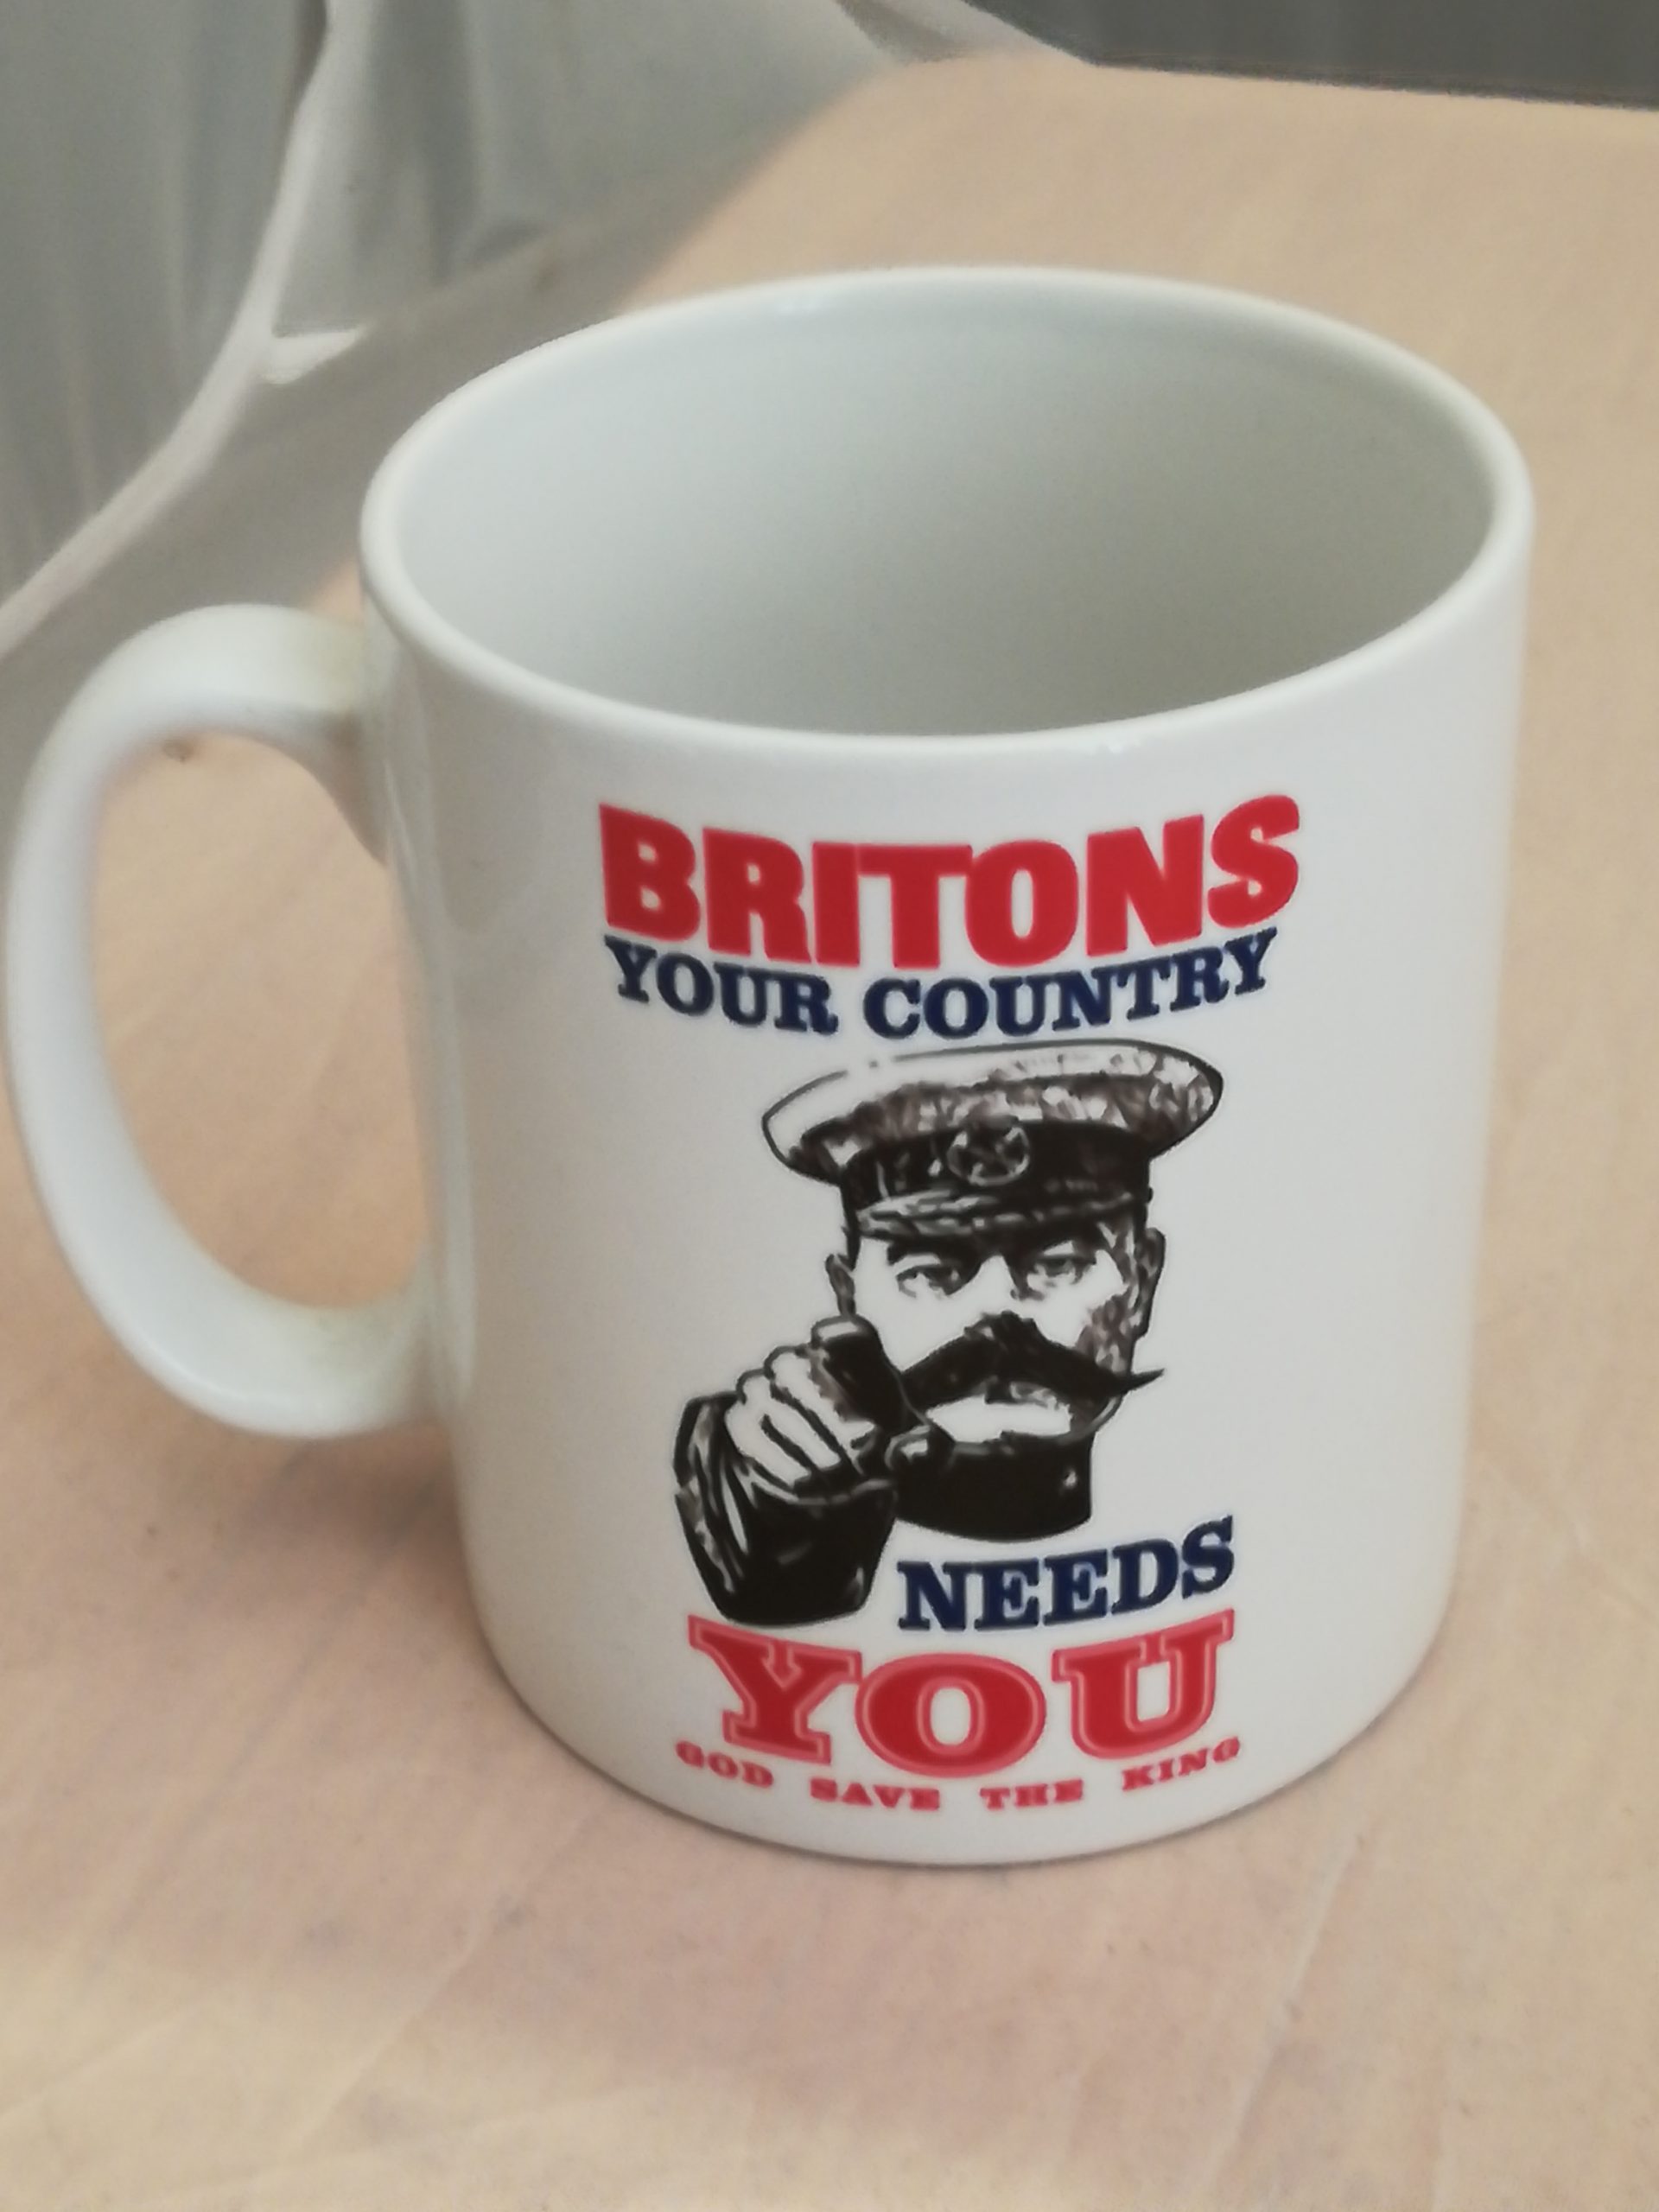 BRITONS
YOUR COUNTRY
NEEDS
YOU
GOD SAVE THE KING